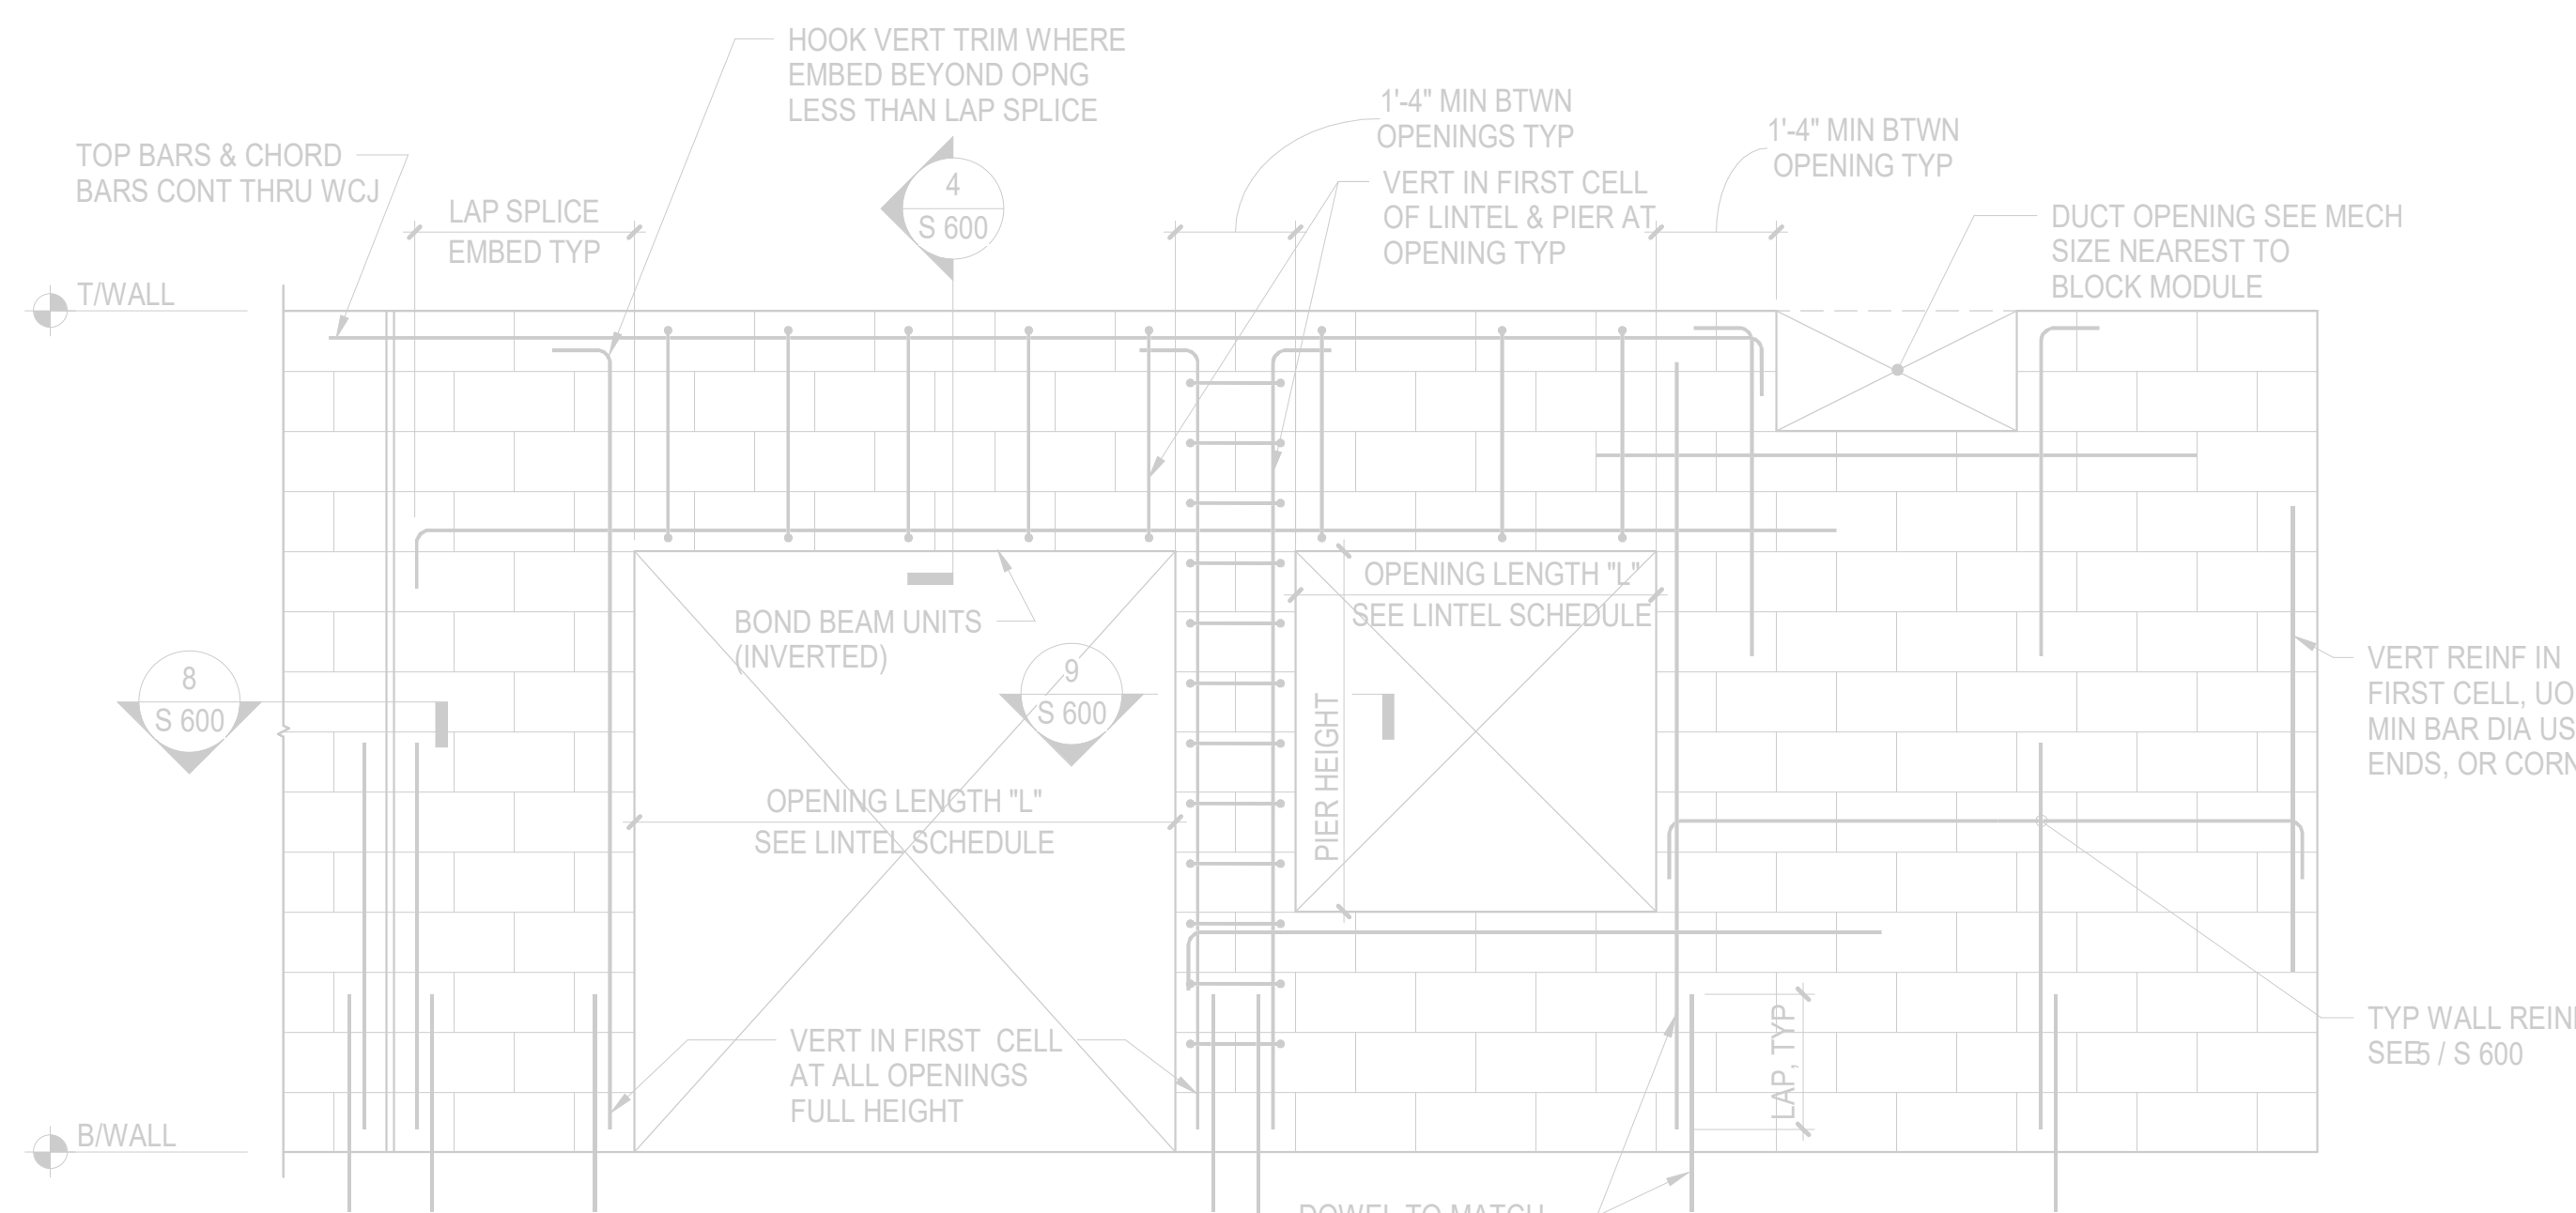 HOOK VERT TRIM WHERE
EMBED BEYOND OPNG
LESS THAN LAP SPLICE
1'-4" MIN BTWN
OPENINGS TYP
1'-4" MIN BTWN
OPENING TYP
TOP BARS & CHORD
BARS CONT THRU WCJ
LAP SPLICE
EMBED TYP
4
S 600
VERT IN FIRST CELL
OF LINTEL & PIER AT
OPENING TYP
DUCT OPENING SEE MECH
SIZE NEAREST TO
BLOCK MODULE
T/WALL
OPENING LENGTH "L"
SEE LINTEL SCHEDULE
BOND BEAM UNITS
(INVERTED)
8
S 600
9
S 600
PIER HEIGHT
VERT REINF IN
FIRST CELL, UO
MIN BAR DIA US
ENDS, OR CORN
OPENING LENGTH "L"
SEE LINTEL SCHEDULE
VERT IN FIRST CELL
AT ALL OPENINGS
FULL HEIGHT
LAP, TYP
TYP WALL REIN
SEE 5 / S 600
B/WALL
DOWEL TO MATCH